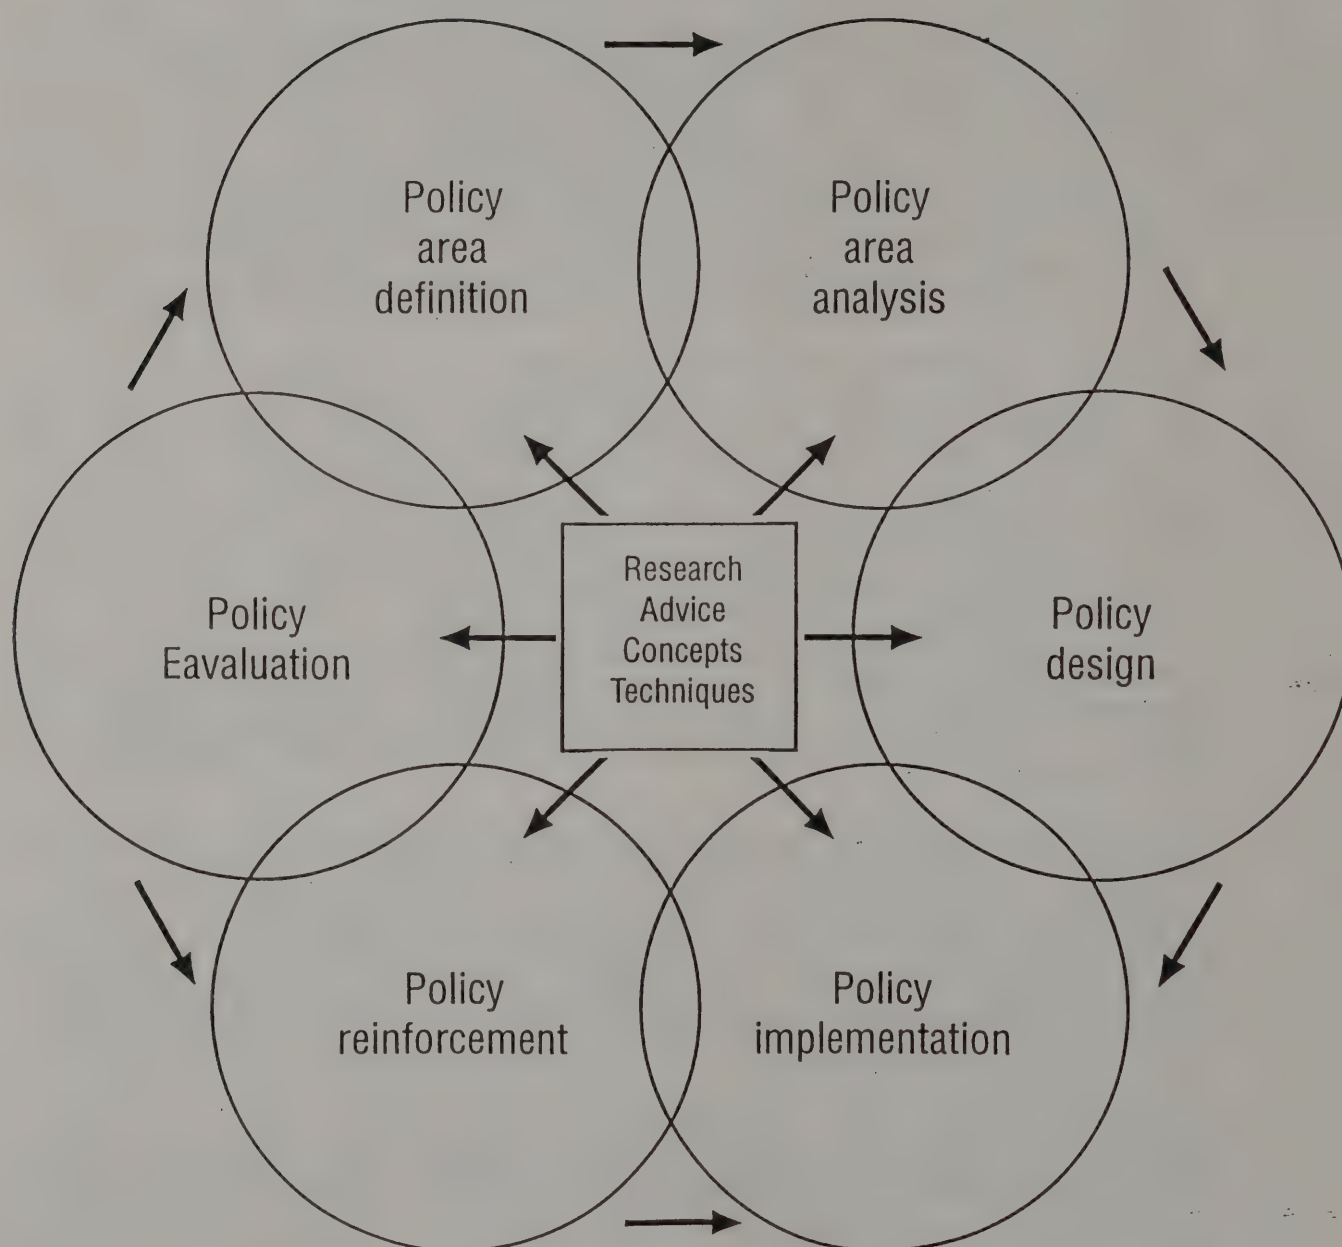 Policy
area
definition
Policy
area
analysis
Policy
Eavaluation
Research
Advice
Concepts
Techniques
Policy
design
Policy
reinforcement
Policy
implementation